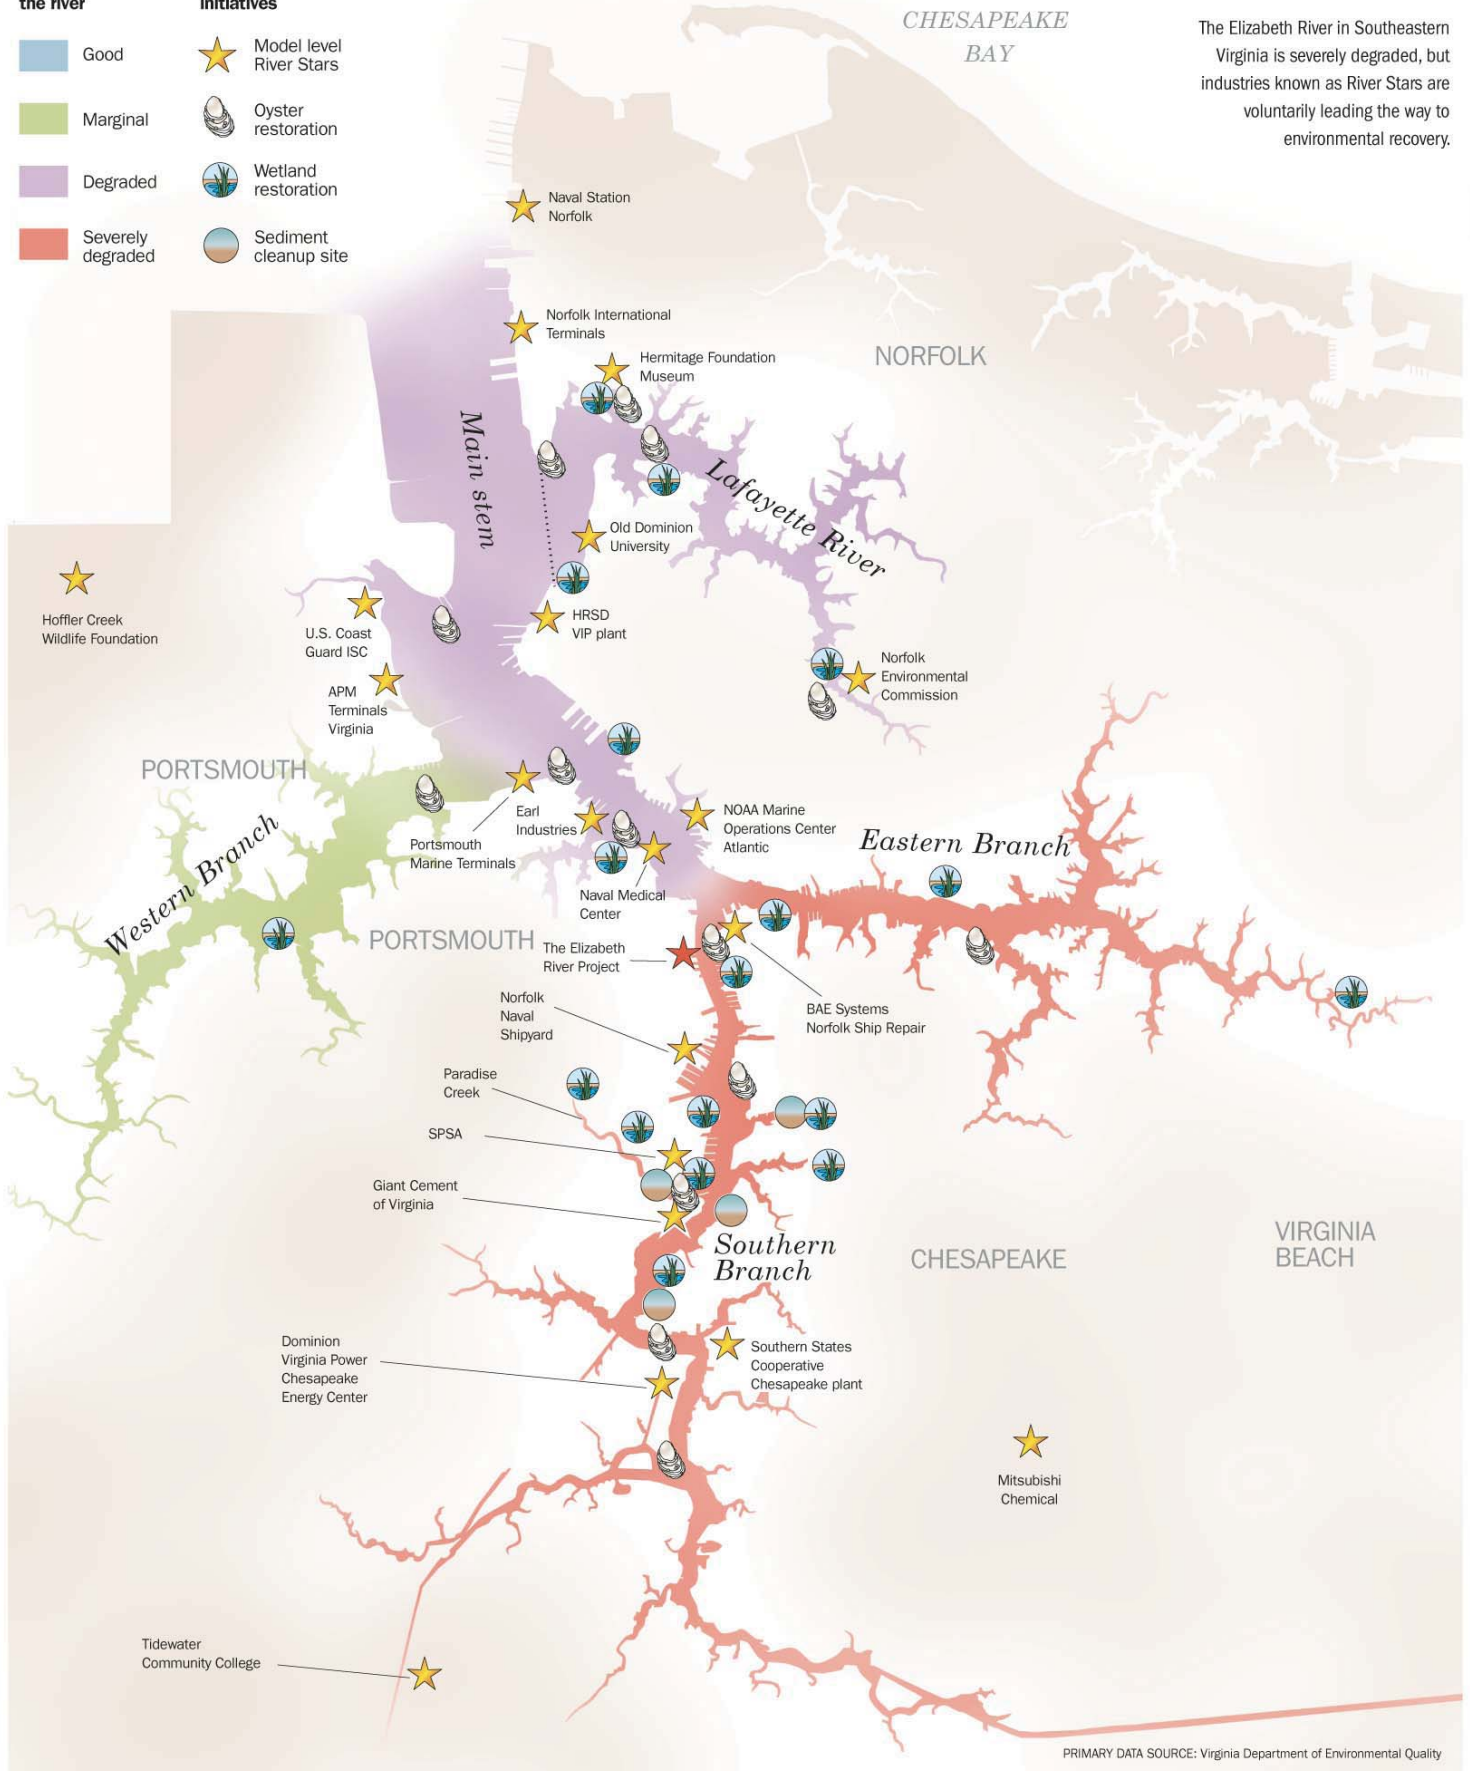 the river
initiatives
Good
Marginal
Degraded
Severely
degraded
Model level
River Stars
Oyster
restoration
Wetland
restoration
Sediment
cleanup site
CHESAPEAKE
BAY
The Elizabeth River in Southeastern
Virginia is severely degraded, but
industries known as River Stars are
voluntarily leading the way to
environmental recovery.
Naval Station
Norfolk
Norfolk International
Terminals
Hermitage Foundation
Museum
NORFOLK
Main stem
Lafayette River
Old Dominion
University
Hoffler Creek
Wildlife Foundation
U.S. Coast
Guard ISC
HRSD
VIP plant
APM
Terminals
Virginia
Norfolk
Environmental
Commission
PORTSMOUTH
Western Branch
Earl
Industries
Portsmouth
Marine Terminals
NOAA Marine
Operations Center
Atlantic
Eastern Branch
Naval Medical
Center
PORTSMOUTH
The Elizabeth
River Project
Norfolk
Naval
Shipyard
BAE Systems
Norfolk Ship Repair
Paradise
Creek
SPSA
Giant Cement
of Virginia
Southern
Branch
CHESAPEAKE
VIRGINIA
BEACH
Dominion
Virginia Power
Chesapeake
Energy Center
Southern States
Cooperative
Chesapeake plant
Mitsubishi
Chemical
Tidewater
Community College
PRIMARY DATA SOURCE: Virginia Department of Environmental Quality